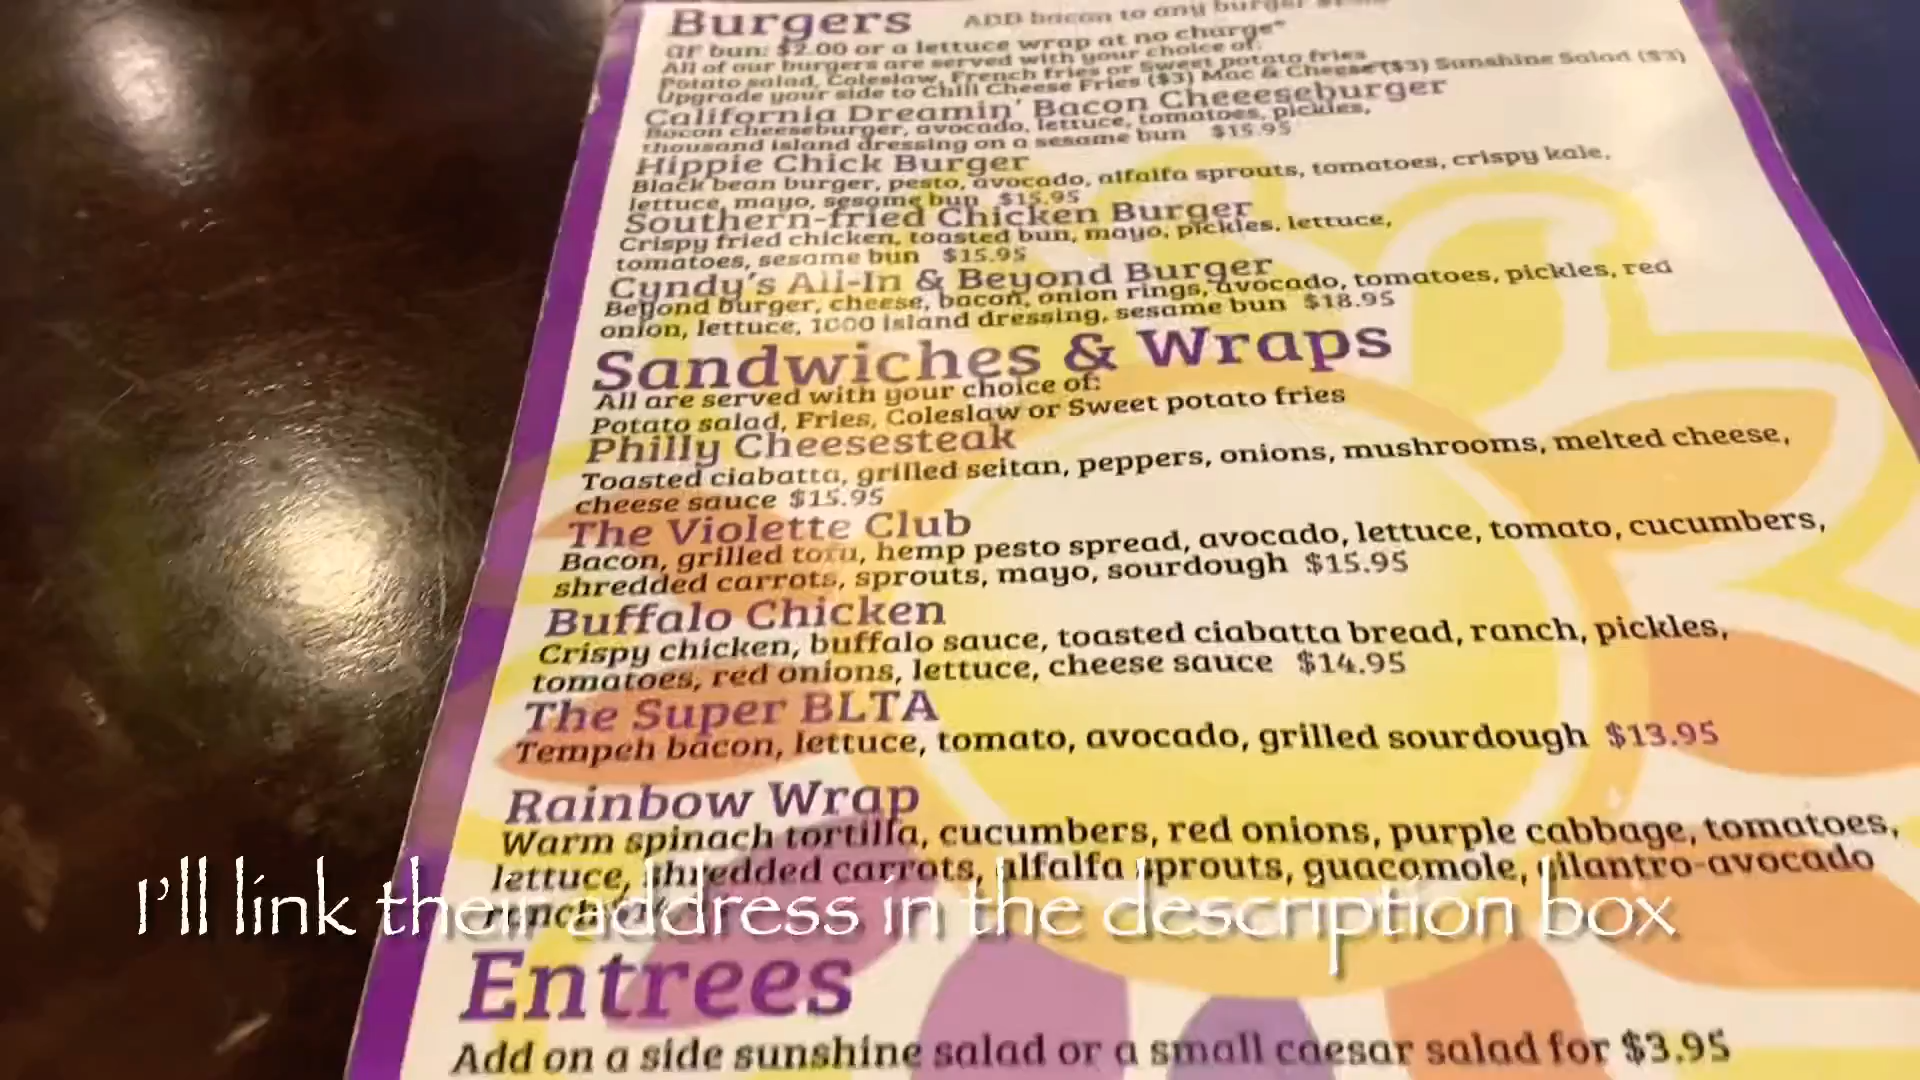 Burgers ADD bacon to any burger
GF bun: $2.00 or a lettuce wrap at no charge*
All of our burgers are served with your choice of:
Potato salad, Coleslaw, French fries or Sweet potato fries
Upgrade your side to Chili Cheese Fries ($3) Mac & Cheese ($3) Sunshine Salad ($3)
California Dreamin' Bacon Cheeeseburger
Bacon cheeseburger, avocado, lettuce, tomatoes, pickles,
thousand island dressing on a sesame bun $15.95
Hippie Chick Burger
Black bean burger, pesto, avocado, alfalfa sprouts, tomatoes, crispy kale,
lettuce, mayo, sesame bun $15.95
Southern-fried Chicken Burger
Crispy fried chicken, toasted bun, mayo, pickles, lettuce,
tomatoes, sesame bun $15.95
Cyndy's All-In & Beyond Burger
Beyond burger, cheese, bacon, onion rings, avocado, tomatoes, pickles, red
onion, lettuce, 1000 island dressing, sesame bun $18.95
Sandwiches & Wraps
All are served with your choice of:
Potato salad, Fries, Coleslaw or Sweet potato fries
Philly Cheesesteak
Toasted ciabatta, grilled seitan, peppers, onions, mushrooms, melted cheese,
cheese sauce $15.95
The Violette Club
Bacon, grilled tofu, hemp pesto spread, avocado, lettuce, tomato, cucumbers,
shredded carrots, sprouts, mayo, sourdough $15.95
Buffalo Chicken
Crispy chicken, buffalo sauce, toasted ciabatta bread, ranch, pickles,
tomatoes, red onions, lettuce, cheese sauce $14.95
The Super BLTA
Tempeh bacon, lettuce, tomato, avocado, grilled sourdough $13.95
Rainbow Wrap
Warm spinach tortilla, cucumbers, red onions, purple cabbage, tomatoes,
lettuce, shredded carrots, alfalfa sprouts, guacamole, cilantro-avocado
ranch
I'll link their address in the description box
Entrees
Add on a side sunshine salad or a small caesar salad for $3.95